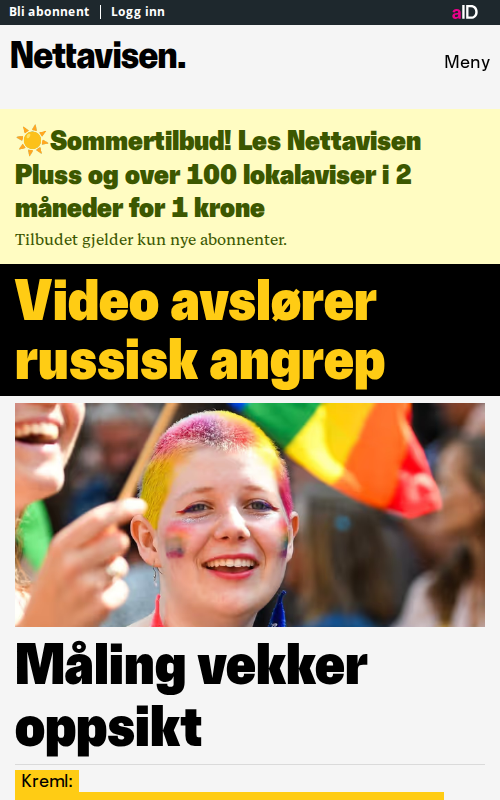 Bli abonnent | Logg inn
aID
Nettavisen.
Meny
☀️Sommertilbud! Les Nettavisen
Pluss og over 100 lokalaviser i 2
måneder for 1 krone
Tilbudet gjelder kun nye abonnenter.
Video avslører
russisk angrep
Måling vekker
oppsikt
Kreml: